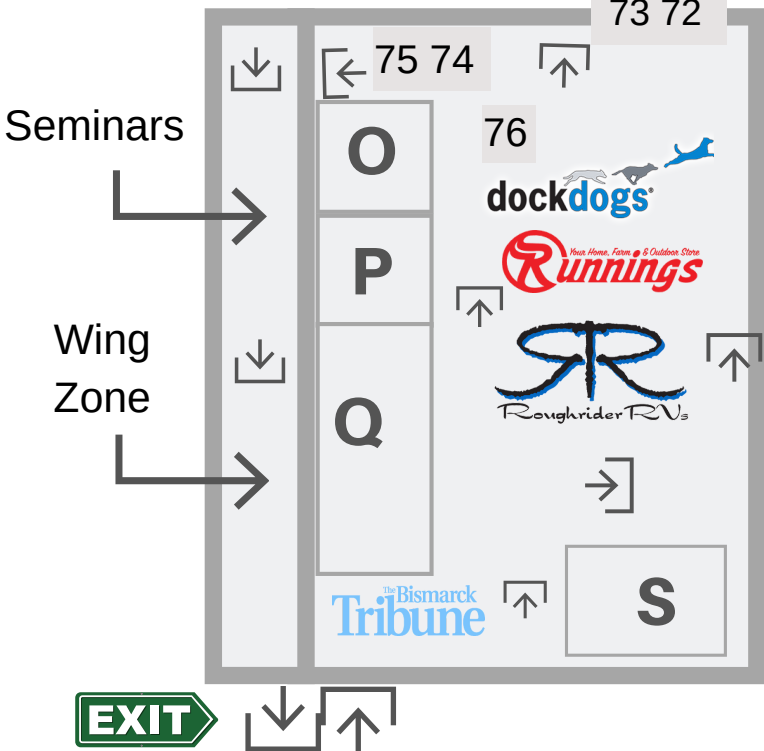 73 72
75 74
Seminars
76
O
dockdogs
Your Home, Farm & Outdoor Store
Runnings
P
Wing
Zone
RR
Roughrider RVs
Q
The Bismarck
Tribune
S
EXIT